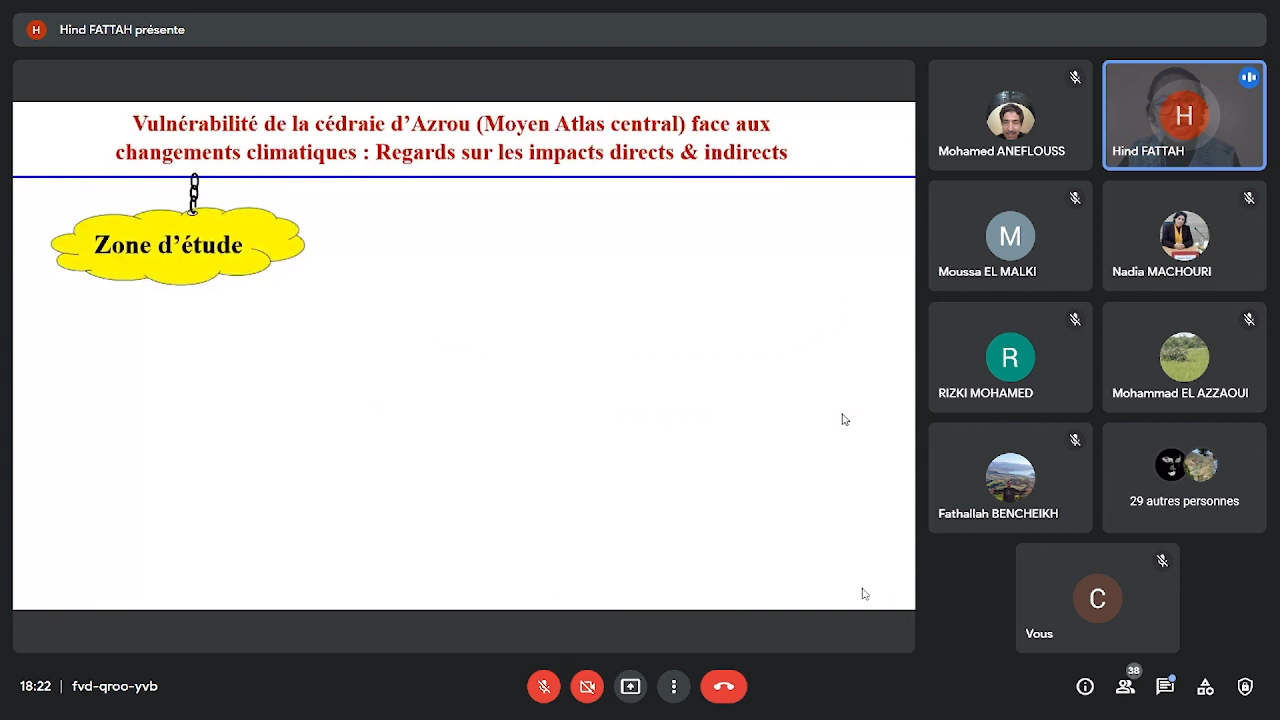 H Hind FATTAH présente
Vulnérabilité de la cédraie d’Azrou (Moyen Atlas central) face aux
changements climatiques : Regards sur les impacts directs & indirects
Zone d’étude
Mohamed ANEFLOUSS
H
Hind FATTAH
M
Moussa EL MALKI
Nadia MACHOURI
R
RIZKI MOHAMED
Mohammad EL AZZAOUI
Fathallah BENCHEIKH
29 autres personnes
C
Vous
18:22 | fvd-qroo-yvb
38